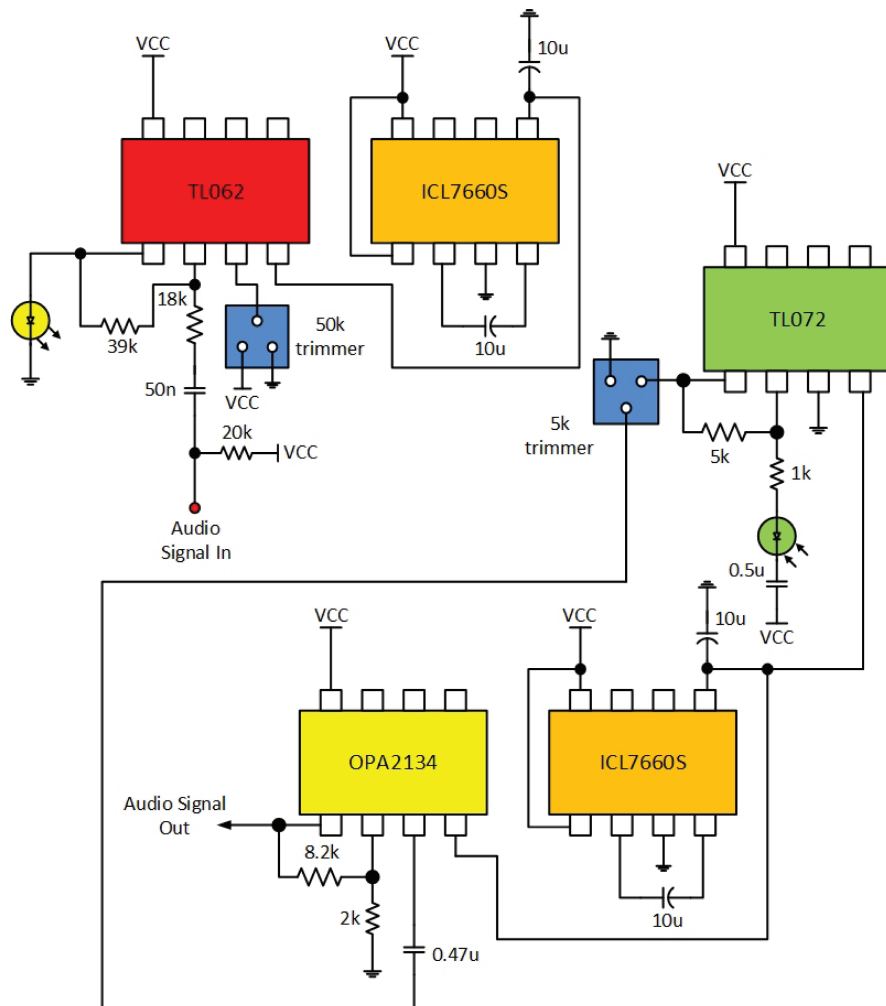 VCC
VCC
10u
TL062
ICL7660S
VCC
18k
39k
50k
trimmer
10u
50n
VCC
20k
VCC
Audio
Signal In
TL072
5k
trimmer
5k
1k
0.5u
VCC
VCC
VCC
10u
OPA2134
ICL7660S
Audio Signal
Out
8.2k
2k
0.47u
10u